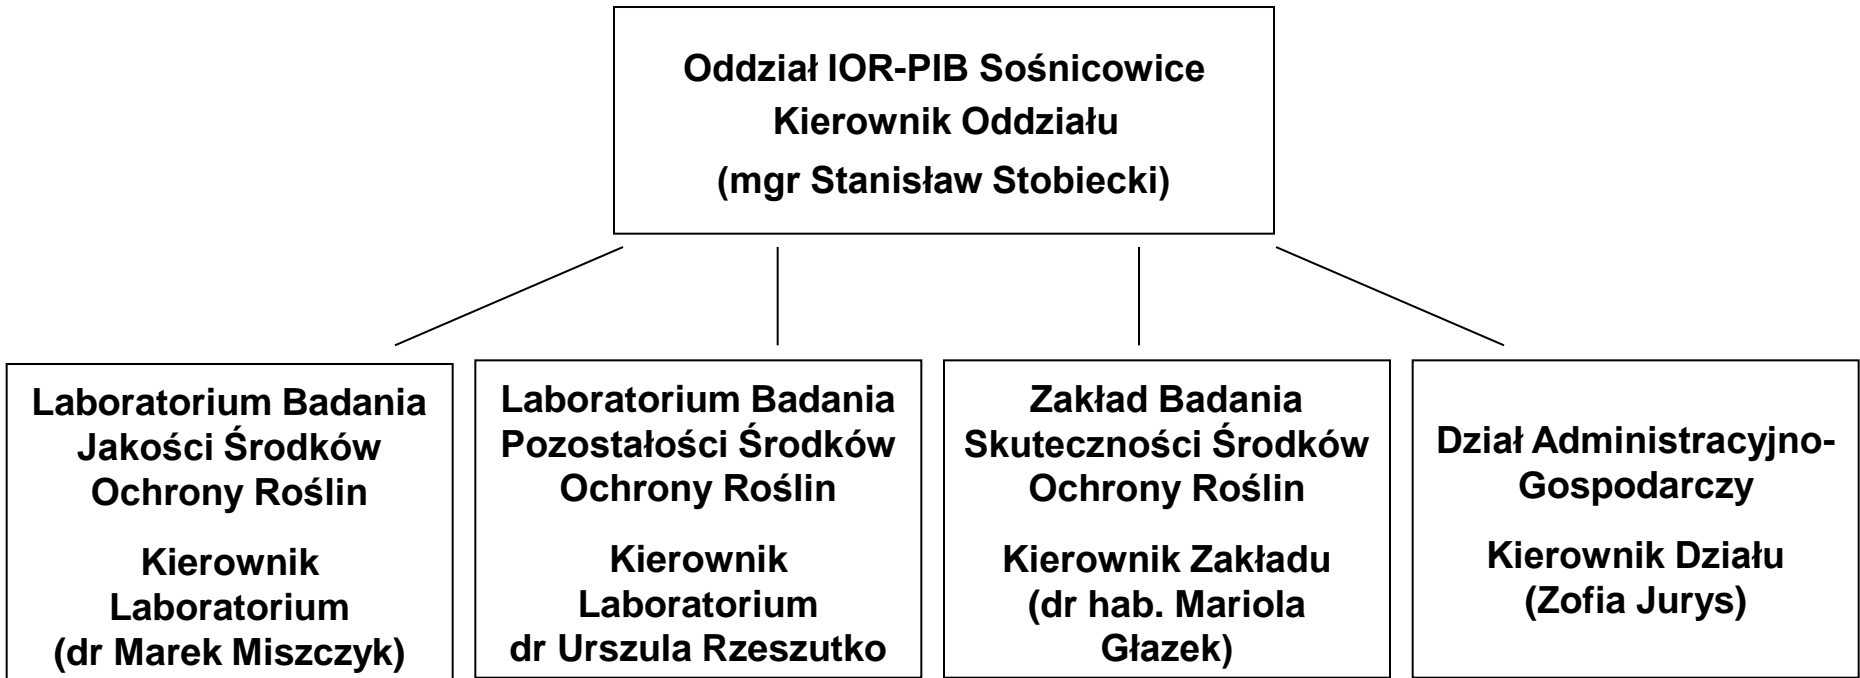 Oddział IOR-PIB Sośnicowice
Kierownik Oddziału
(mgr Stanisław Stobiecki)
Laboratorium Badania
Jakości Środków
Ochrony Roślin
Kierownik
Laboratorium
(dr Marek Miszczyk)
Laboratorium Badania
Pozostałości Środków
Ochrony Roślin
Kierownik
Laboratorium
dr Urszula Rzeszutko
Zakład Badania
Skuteczności Środków
Ochrony Roślin
Kierownik Zakładu
(dr hab. Mariola
Głazek)
Dział Administracyjno-
Gospodarczy
Kierownik Działu
(Zofia Jurys)